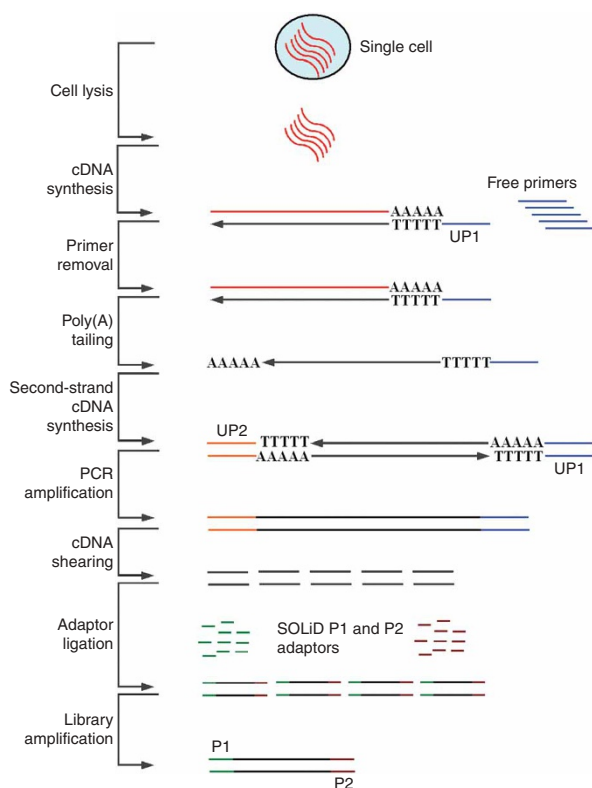 Single cell
Cell lysis
cDNA
synthesis
Free primers
AAAAA
TTTTT
UP1
Primer
removal
AAAAA
TTTTT
Poly(A)
tailing
AAAAA
TTTTT
Second-strand
cDNA
synthesis
UP2
TTTTT
AAAAA
AAAAA
TTTTT
UP1
PCR
amplification
cDNA
shearing
Adaptor
ligation
SOLiD P1 and P2
adaptors
Library
amplification
P1
P2